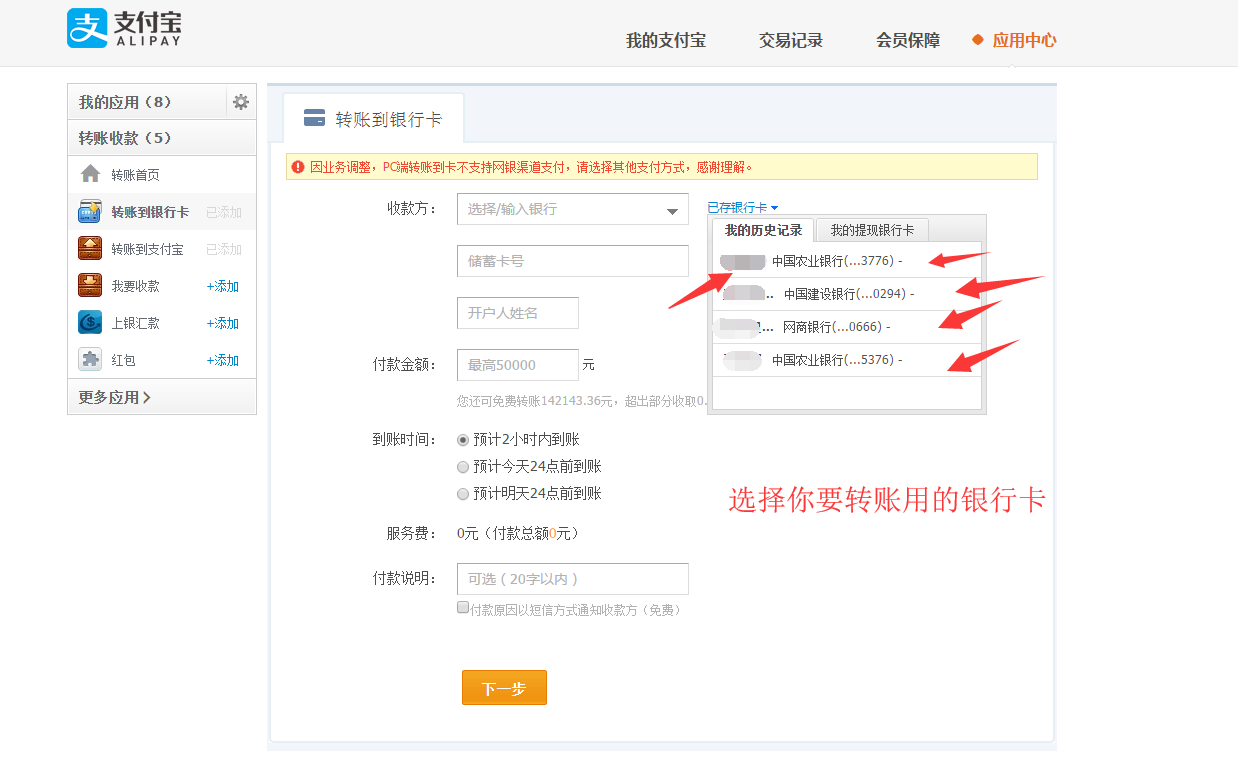 支付宝
ALIPAY
我的支付宝 交易记录 会员保障 应用中心
我的应用（8）
转账收款（5）
转账首页
转账到银行卡 已添加
转账到支付宝 已添加
我要收款 +添加
上银汇款 +添加
红包 +添加
更多应用
转账到银行卡
因业务调整，PC端转账到卡不支持网银渠道支付，请选择其他支付方式，感谢理解。
收款方： 选择/输入银行 已存银行卡
储蓄卡号
开户人姓名
付款金额： 最高50000 元
您还可免费转账142143.36元，超出部分收取0.
到账时间： 预计2小时内到账
预计今天24点前到账
预计明天24点前到账
服务费： 0元（付款总额0元）
付款说明： 可选（20字以内）
付款原因以短信方式通知收款方（免费）
下一步
我的历史记录 我的提现银行卡
中国农业银行(...3776) -
.. 中国建设银行(...0294) -
... 网商银行(...0666) -
中国农业银行(...5376) -
选择你要转账用的银行卡